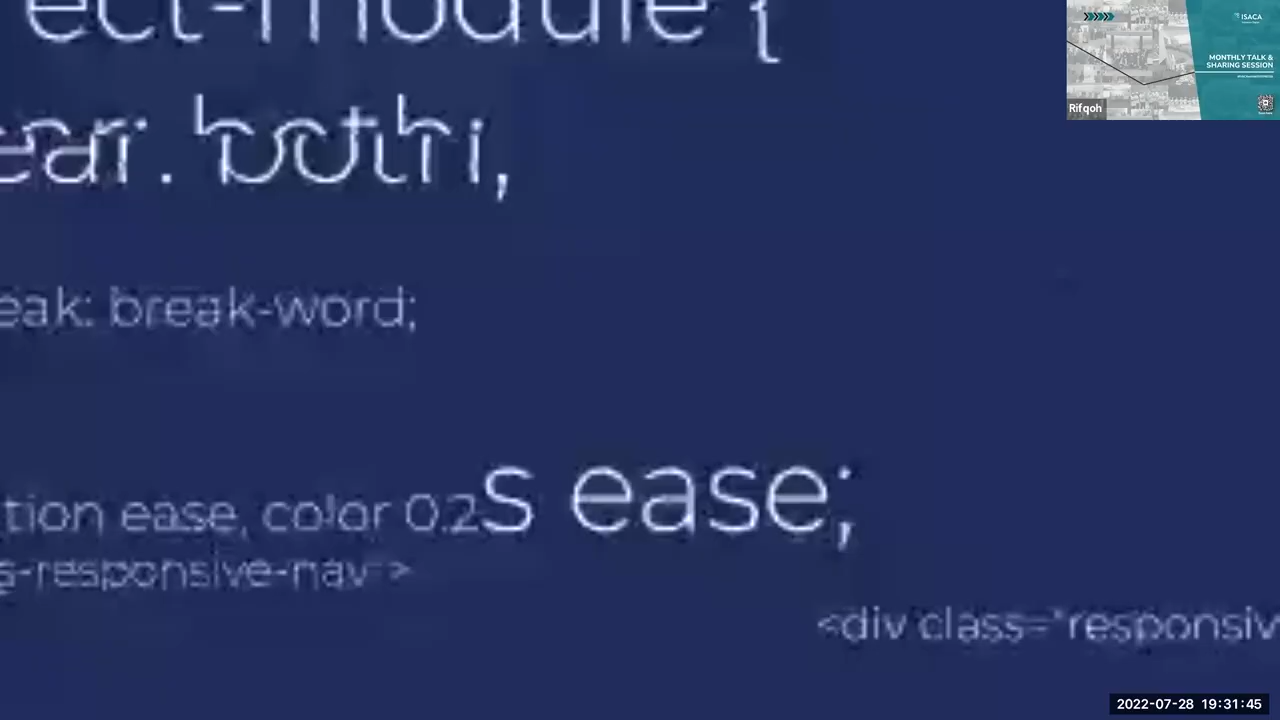 ect-module {
ear: both;
eak: break-word;
tion ease, color 0.2s ease;
s-responsive-nav">
<div class="responsiv
ISACA
MONTHLY TALK &
SHARING SESSION
Rifqoh
2022-07-28 19:31:45